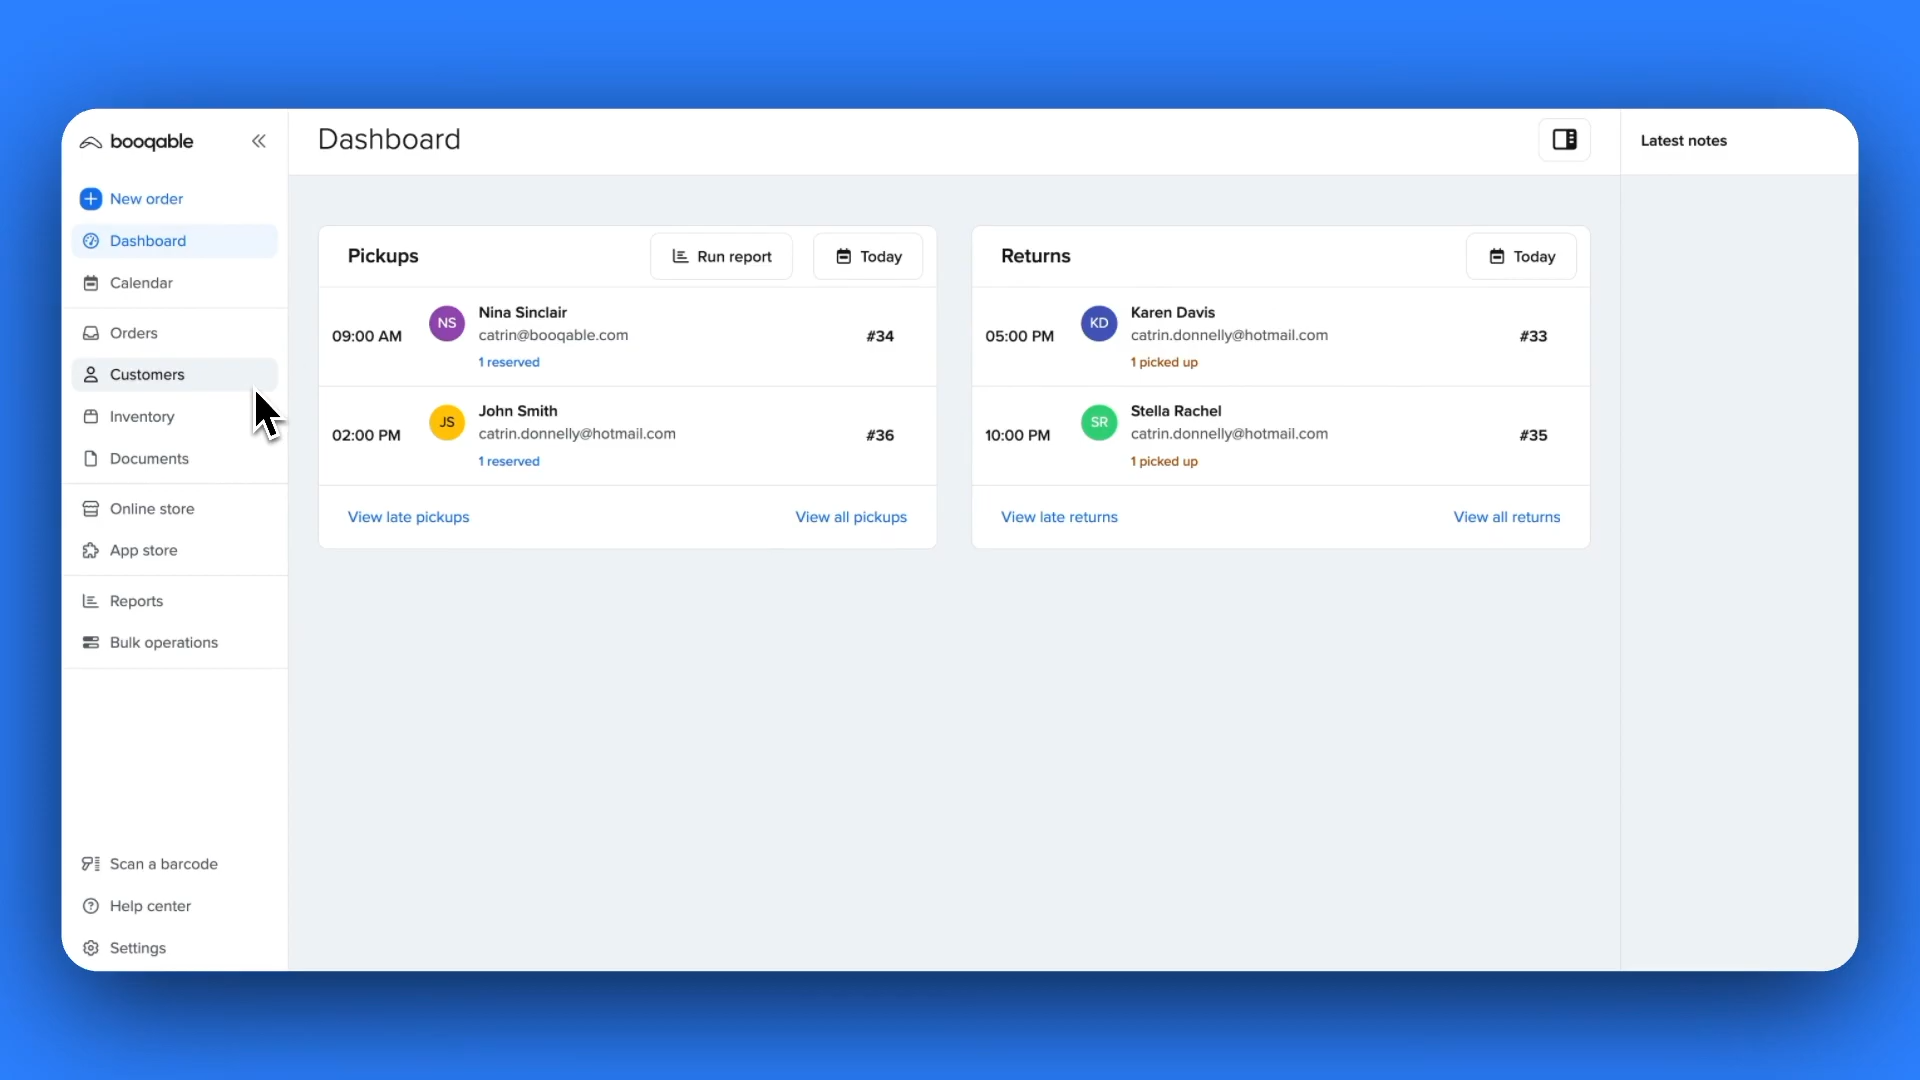 booqable
New order
Dashboard
Calendar
Orders
Customers
Inventory
Documents
Online store
App store
Reports
Bulk operations
Scan a barcode
Help center
Settings
Dashboard
Pickups
Run report
Today
09:00 AM
NS
Nina Sinclair
catrin@booqable.com
1 reserved
#34
02:00 PM
JS
John Smith
catrin.donnelly@hotmail.com
1 reserved
#36
View late pickups
View all pickups
Returns
Today
05:00 PM
KD
Karen Davis
catrin.donnelly@hotmail.com
1 picked up
#33
10:00 PM
SR
Stella Rachel
catrin.donnelly@hotmail.com
1 picked up
#35
View late returns
View all returns
Latest notes